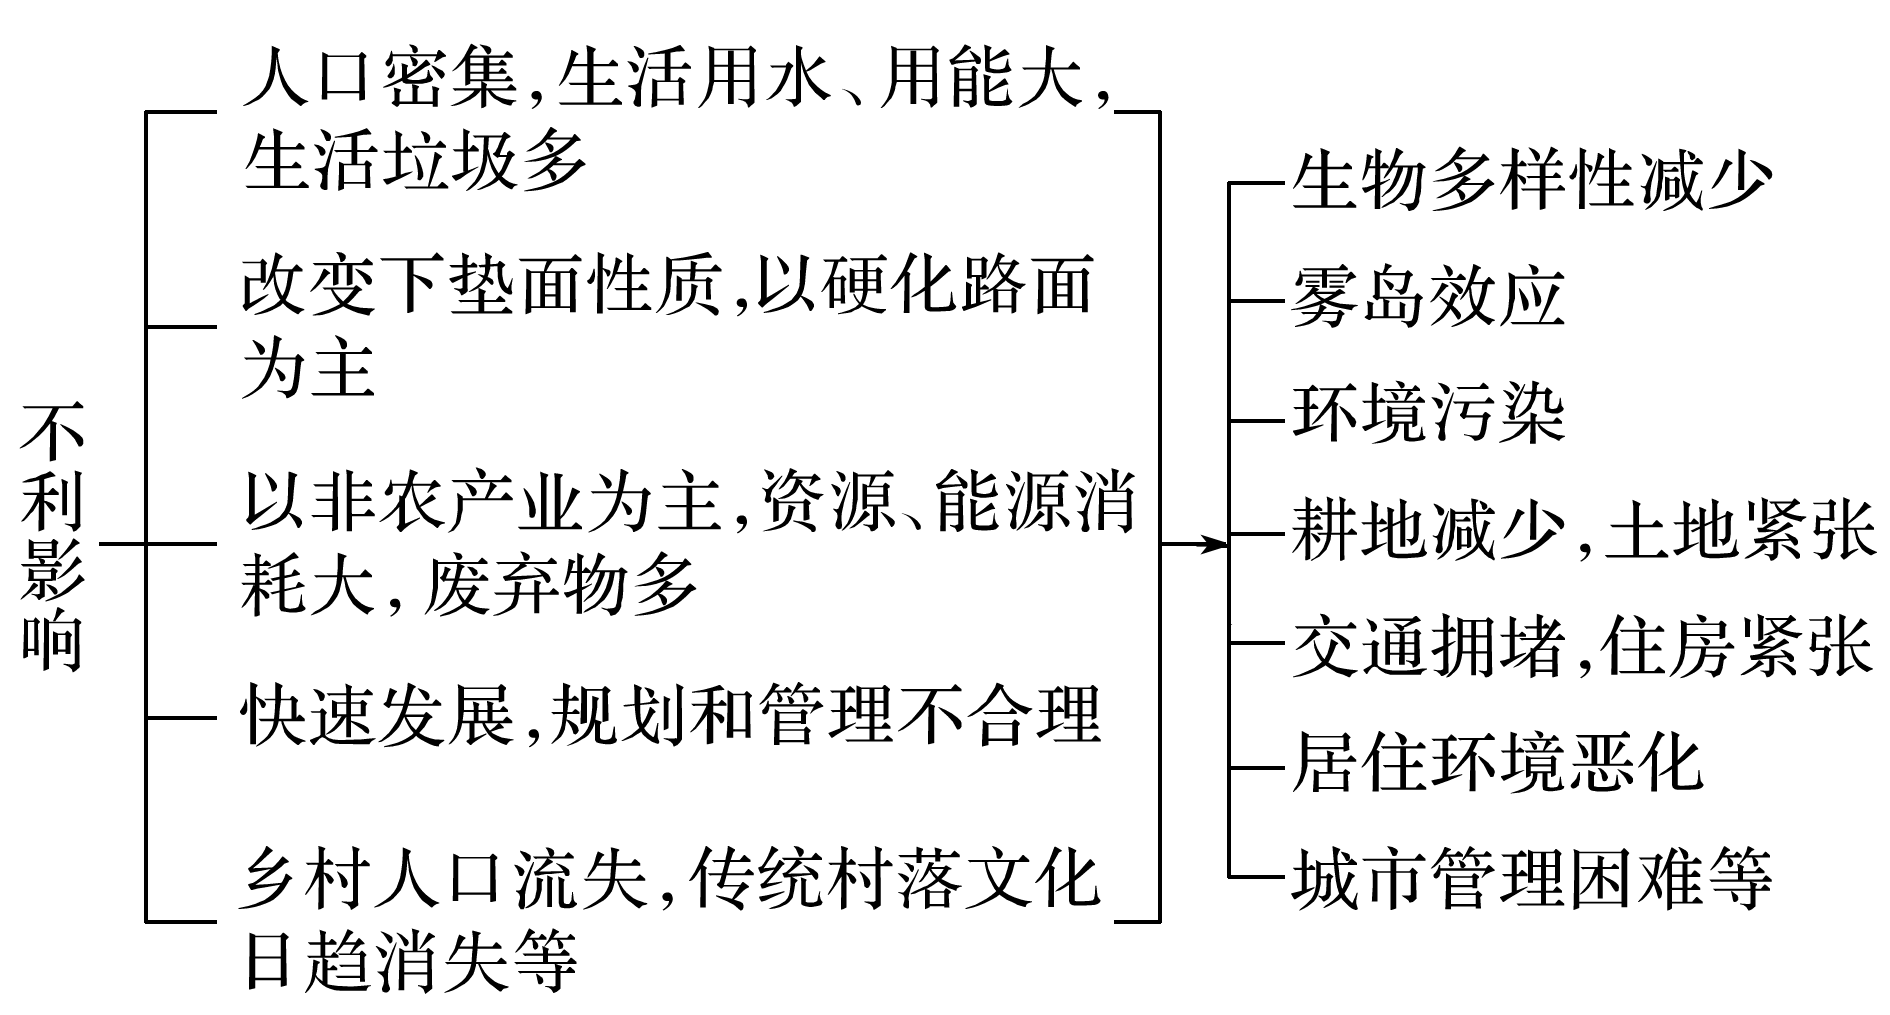 不利影响
人口密集,生活用水、用能大,
生活垃圾多
改变下垫面性质,以硬化路面
为主
以非农产业为主,资源、能源消
耗大,废弃物多
快速发展,规划和管理不合理
乡村人口流失,传统村落文化
日趋消失等
生物多样性减少
雾岛效应
环境污染
耕地减少,土地紧张
交通拥堵,住房紧张
居住环境恶化
城市管理困难等